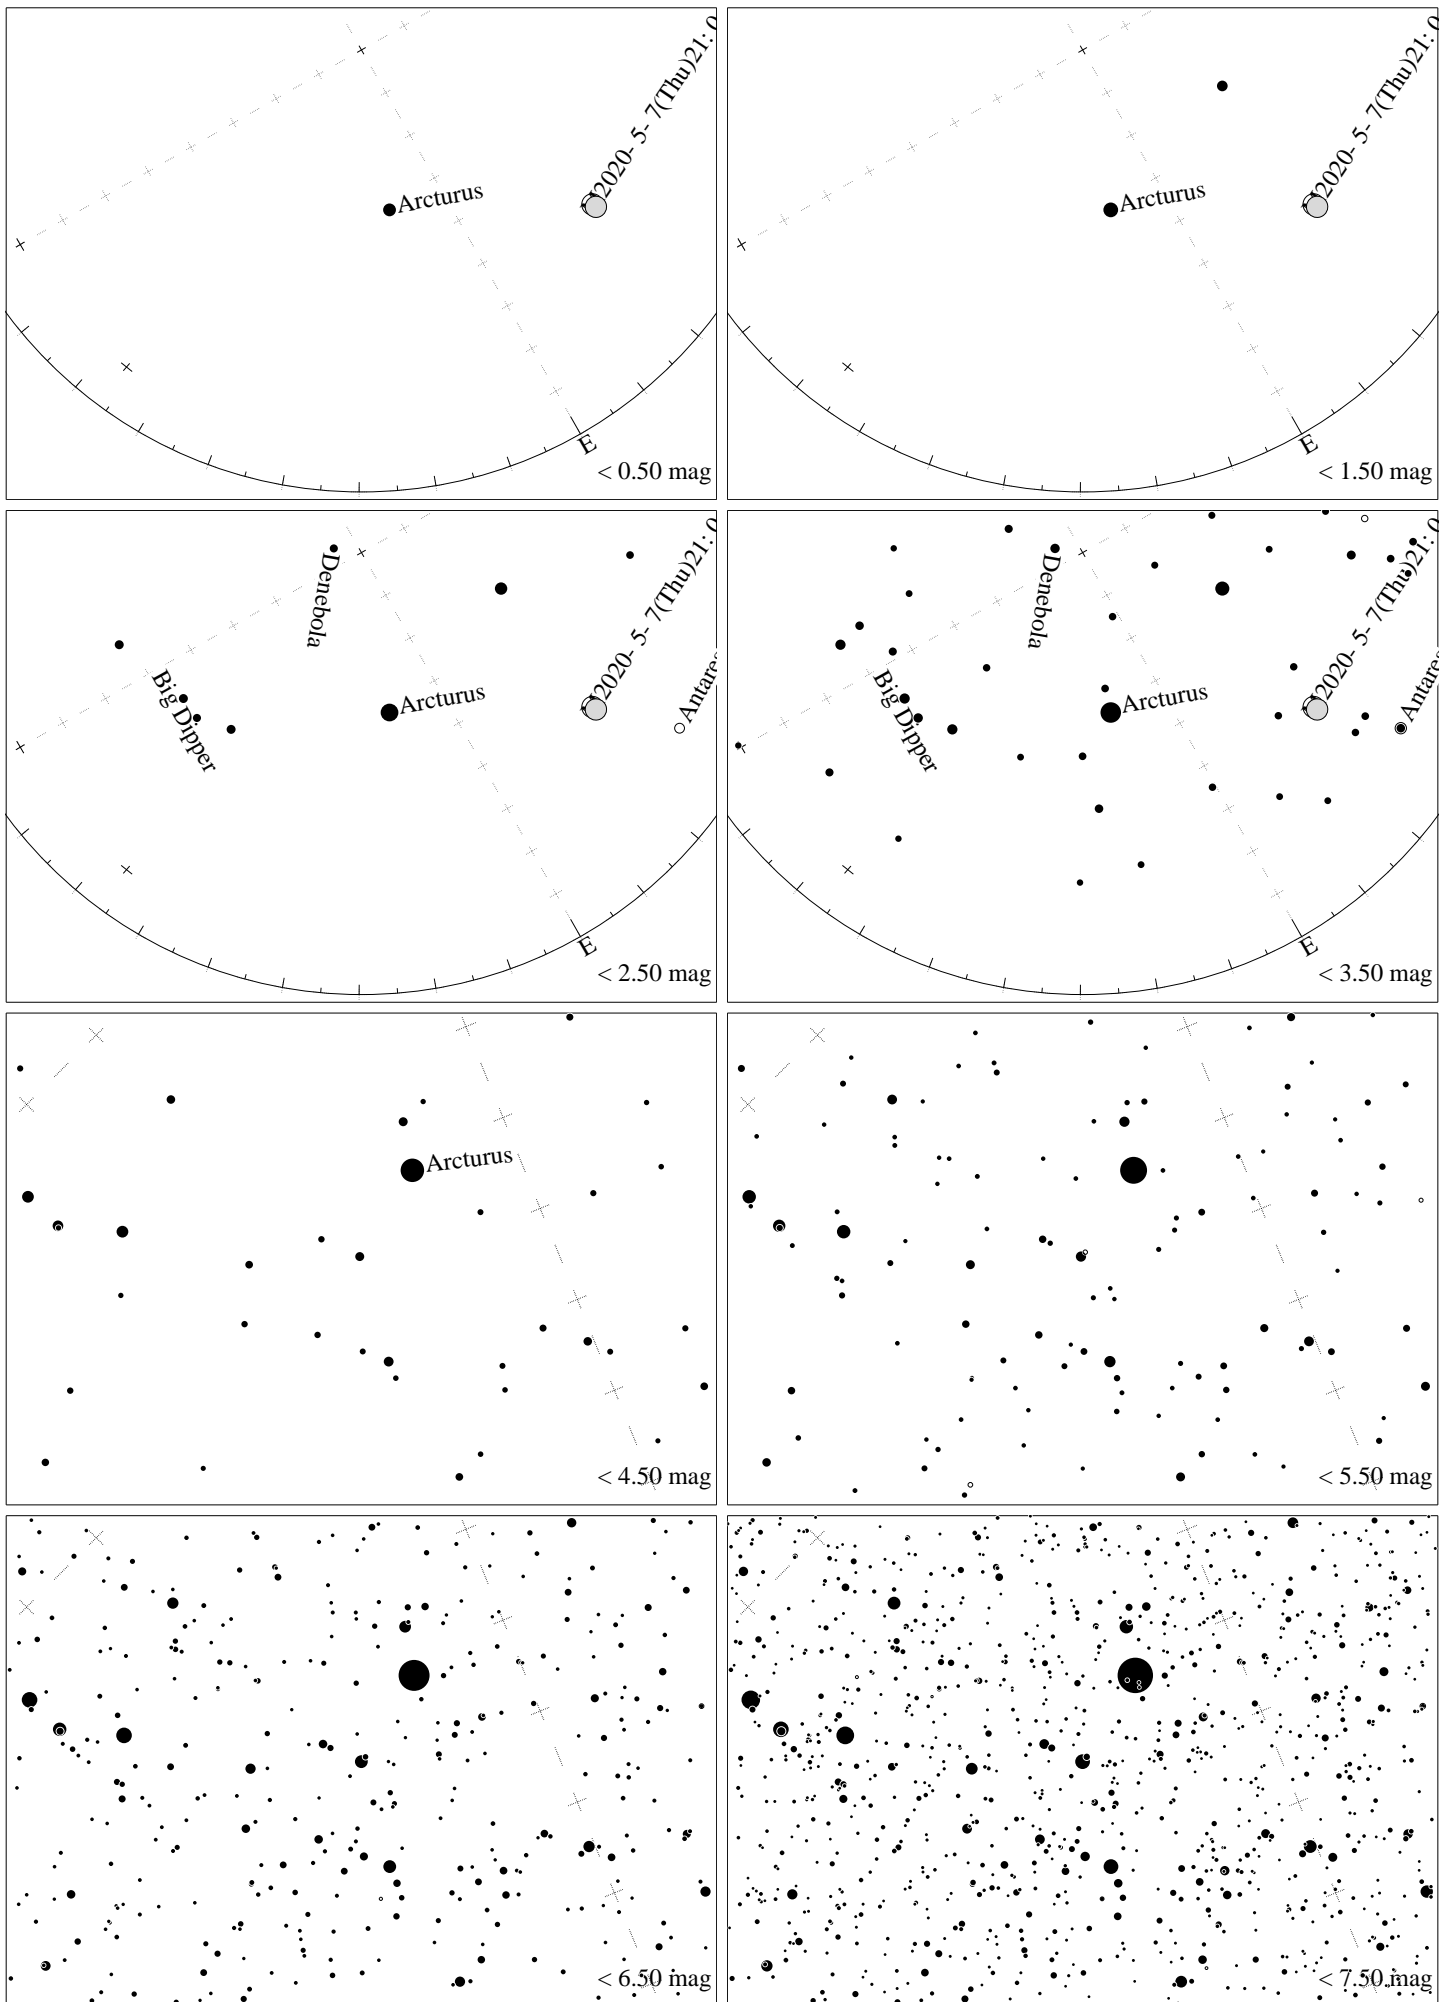 2020- 5- 7(Thu)21: 0
Arcturus
E
< 0.50 mag
2020- 5- 7(Thu)21: 0
Arcturus
E
< 1.50 mag
Denebola
2020- 5- 7(Thu)21: 0
Big Dipper
Arcturus
Antares
E
< 2.50 mag
Denebola
2020- 5- 7(Thu)21: 0
Big Dipper
Arcturus
Antares
E
< 3.50 mag
Arcturus
< 4.50 mag
< 5.50 mag
< 6.50 mag
< 7.50 mag